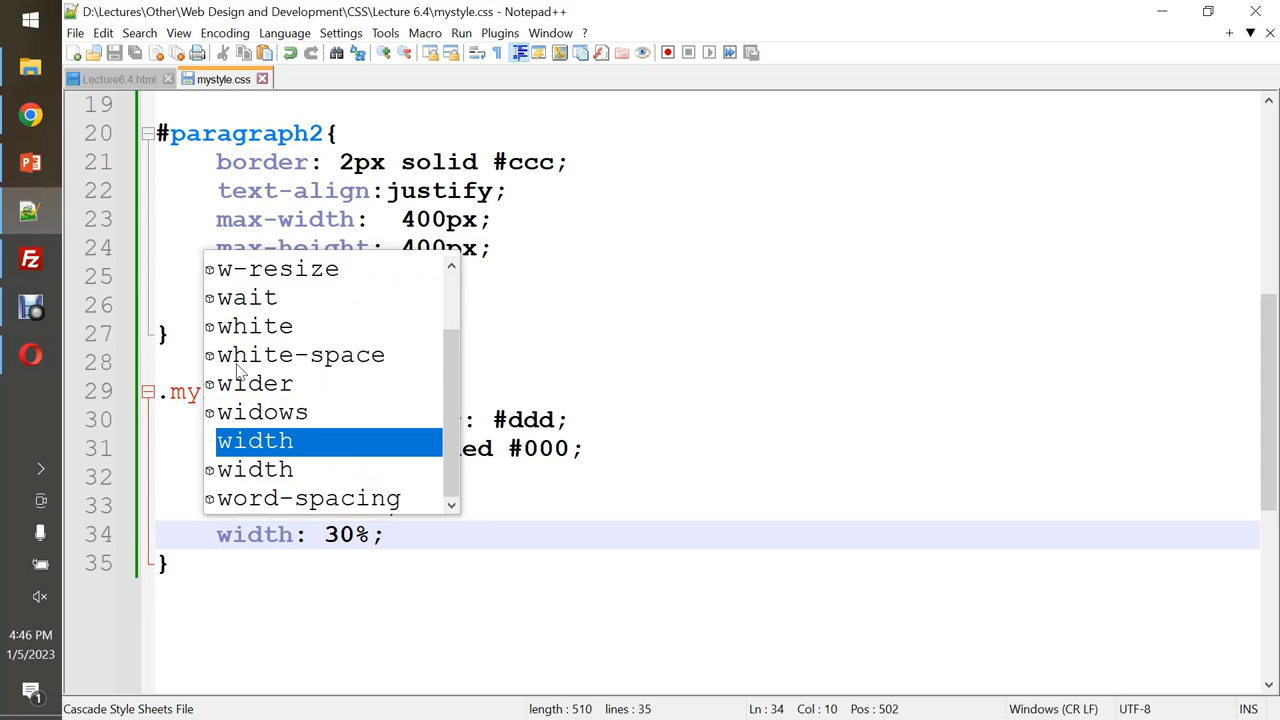 D:\Lectures\Other\Web Design and Development\CSS\Lecture 6.4\mystyle.css - Notepad++
File Edit Search View Encoding Language Settings Tools Macro Run Plugins Window ?
Lecture6.4.html mystyle.css
19
20 #paragraph2{
21 border: 2px solid #ccc;
22 text-align:justify;
23 max-width: 400px;
24 max-height: 400px;
25
26
27 }
28
29 .my
30 : #ddd;
31 ed #000;
32
33
34 width: 30%;
35 }
w-resize
wait
white
white-space
wider
widows
width
width
word-spacing
4:46 PM
1/5/2023
1
Cascade Style Sheets File length : 510 lines : 35 Ln : 34 Col : 10 Pos : 502 Windows (CR LF) UTF-8 INS